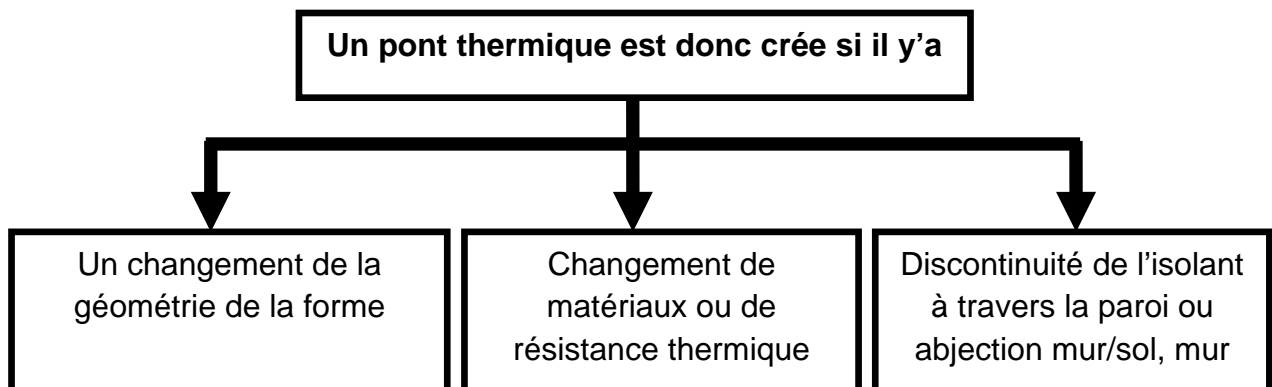 Un pont thermique est donc crée si il y’a
Un changement de la
géométrie de la forme
Changement de
matériaux ou de
résistance thermique
Discontinuité de l’isolant
à travers la paroi ou
abjection mur/sol, mur